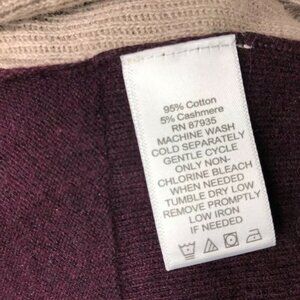 95% Cotton
5% Cashmere
RN 87935
MACHINE WASH
COLD SEPARATELY
GENTLE CYCLE
ONLY NON-
CHLORINE BLEACH
WHEN NEEDED
TUMBLE DRY LOW
REMOVE PROMPTLY
LOW IRON
IF NEEDED